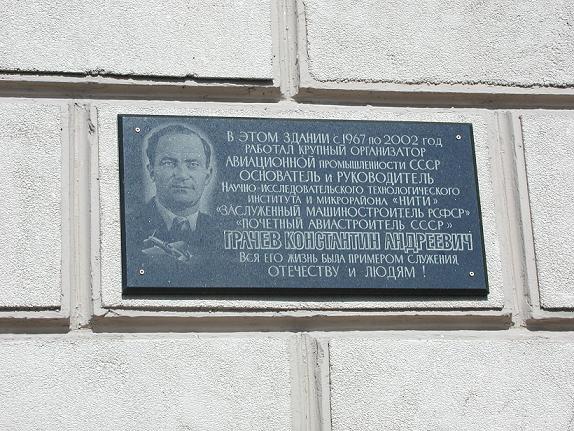 В ЭТОМ ЗДАНИИ с 1967 по 2002 год
РАБОТАЛ КРУПНЫЙ ОРГАНИЗАТОР
АВИАЦИОННОЙ ПРОМЫШЛЕННОСТИ СССР
ОСНОВАТЕЛЬ и РУКОВОДИТЕЛЬ
НАУЧНО-ИССЛЕДОВАТЕЛЬСКОГО ТЕХНОЛОГИЧЕСКОГО
ИНСТИТУТА И МИКРОРАЙОНА «НИТИ»
«ЗАСЛУЖЕННЫЙ МАШИНОСТРОИТЕЛЬ РСФСР»
«ПОЧЕТНЫЙ АВИАСТРОИТЕЛЬ СССР»
ГРАЧЕВ КОНСТАНТИН АНДРЕЕВИЧ
ВСЯ ЕГО ЖИЗНЬ БЫЛА ПРИМЕРОМ СЛУЖЕНИЯ
ОТЕЧЕСТВУ И ЛЮДЯМ !